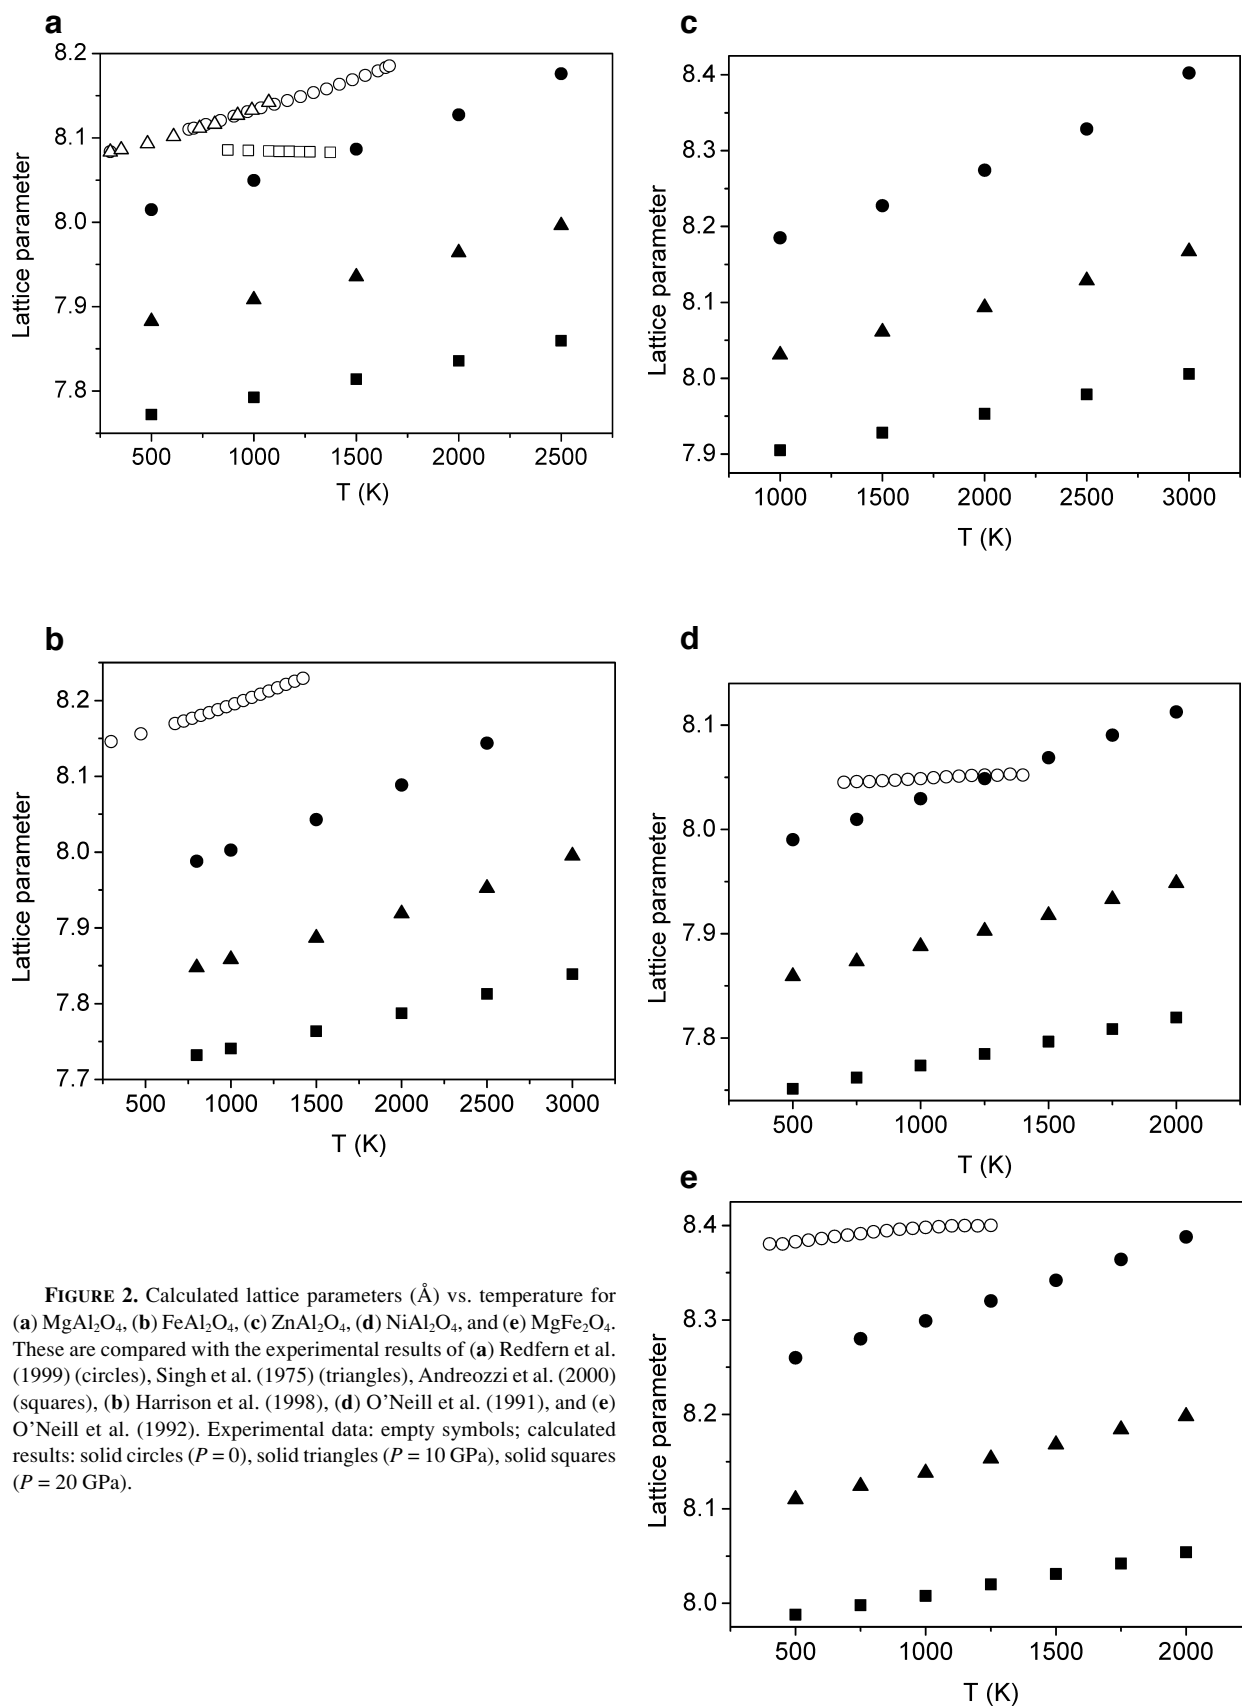 a
8.2
8.1
8.0
7.9
7.8
Lattice parameter
500 1000 1500 2000 2500
T (K)
b
8.2
8.1
8.0
7.9
7.8
7.7
Lattice parameter
500 1000 1500 2000 2500 3000
T (K)
FIGURE 2. Calculated lattice parameters (Å) vs. temperature for
(a) MgAl₂O₄, (b) FeAl₂O₄, (c) ZnAl₂O₄, (d) NiAl₂O₄, and (e) MgFe₂O₄.
These are compared with the experimental results of (a) Redfern et al.
(1999) (circles), Singh et al. (1975) (triangles), Andreozzi et al. (2000)
(squares), (b) Harrison et al. (1998), (d) O'Neill et al. (1991), and (e)
O'Neill et al. (1992). Experimental data: empty symbols; calculated
results: solid circles (P = 0), solid triangles (P = 10 GPa), solid squares
(P = 20 GPa).
c
8.4
8.3
8.2
8.1
8.0
7.9
Lattice parameter
1000 1500 2000 2500 3000
T (K)
d
8.1
8.0
7.9
7.8
Lattice parameter
500 1000 1500 2000
T (K)
e
8.4
8.3
8.2
8.1
8.0
Lattice parameter
500 1000 1500 2000
T (K)